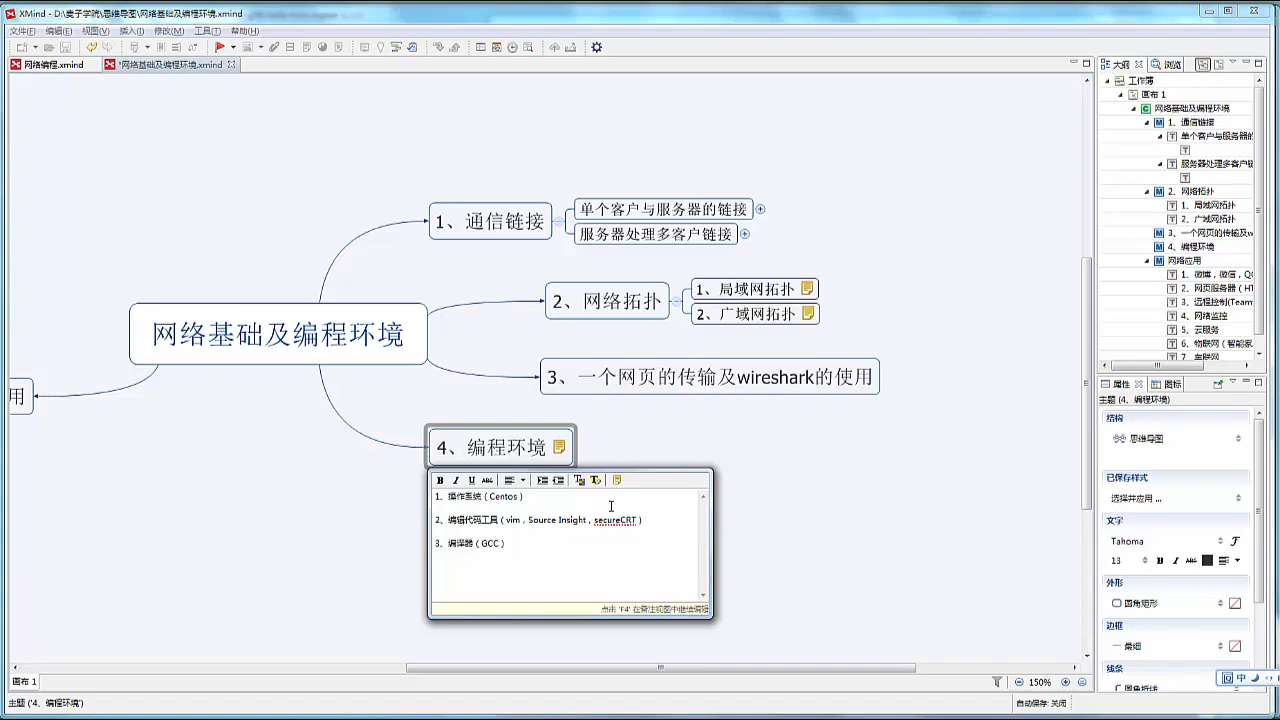 XMind - D:\麦子学院\思维导图\网络基础及编程环境.xmind
文件(F) 编辑(E) 视图(V) 插入(I) 修改(M) 工具(T) 帮助(H)
网络编程.xmind
*网络基础及编程环境.xmind
网络基础及编程环境
1、通信链接
单个客户与服务器的链接
服务器处理多客户链接
2、网络拓扑
1、局域网拓扑
2、广域网拓扑
3、一个网页的传输及wireshark的使用
用
4、编程环境
1、操作系统（Centos）
2、编辑代码工具（vim，Source Insight，secureCRT）
3、编译器（GCC）
点击 'F4' 在备注视图中继续编辑
画布 1
150%
主题 ('4、编程环境')
自动保存: 关闭
大纲
浏览
工作簿
画布 1
网络基础及编程环境
1、通信链接
单个客户与服务器的
服务器处理多客户链
2、网络拓扑
1、局域网拓扑
2、广域网拓扑
3、一个网页的传输及w
4、编程环境
网络应用
1、微博，微信，QQ
2、网页服务器（HT
3、远程控制(Team
4、网络监控
5、云服务
6、物联网（智能家
7、车联网
属性
图标
主题 (4、编程环境)
结构
思维导图
已保存样式
选择并应用 ...
文字
Tahoma
13
外形
圆角矩形
边框
最细
线条
圆角折线
中